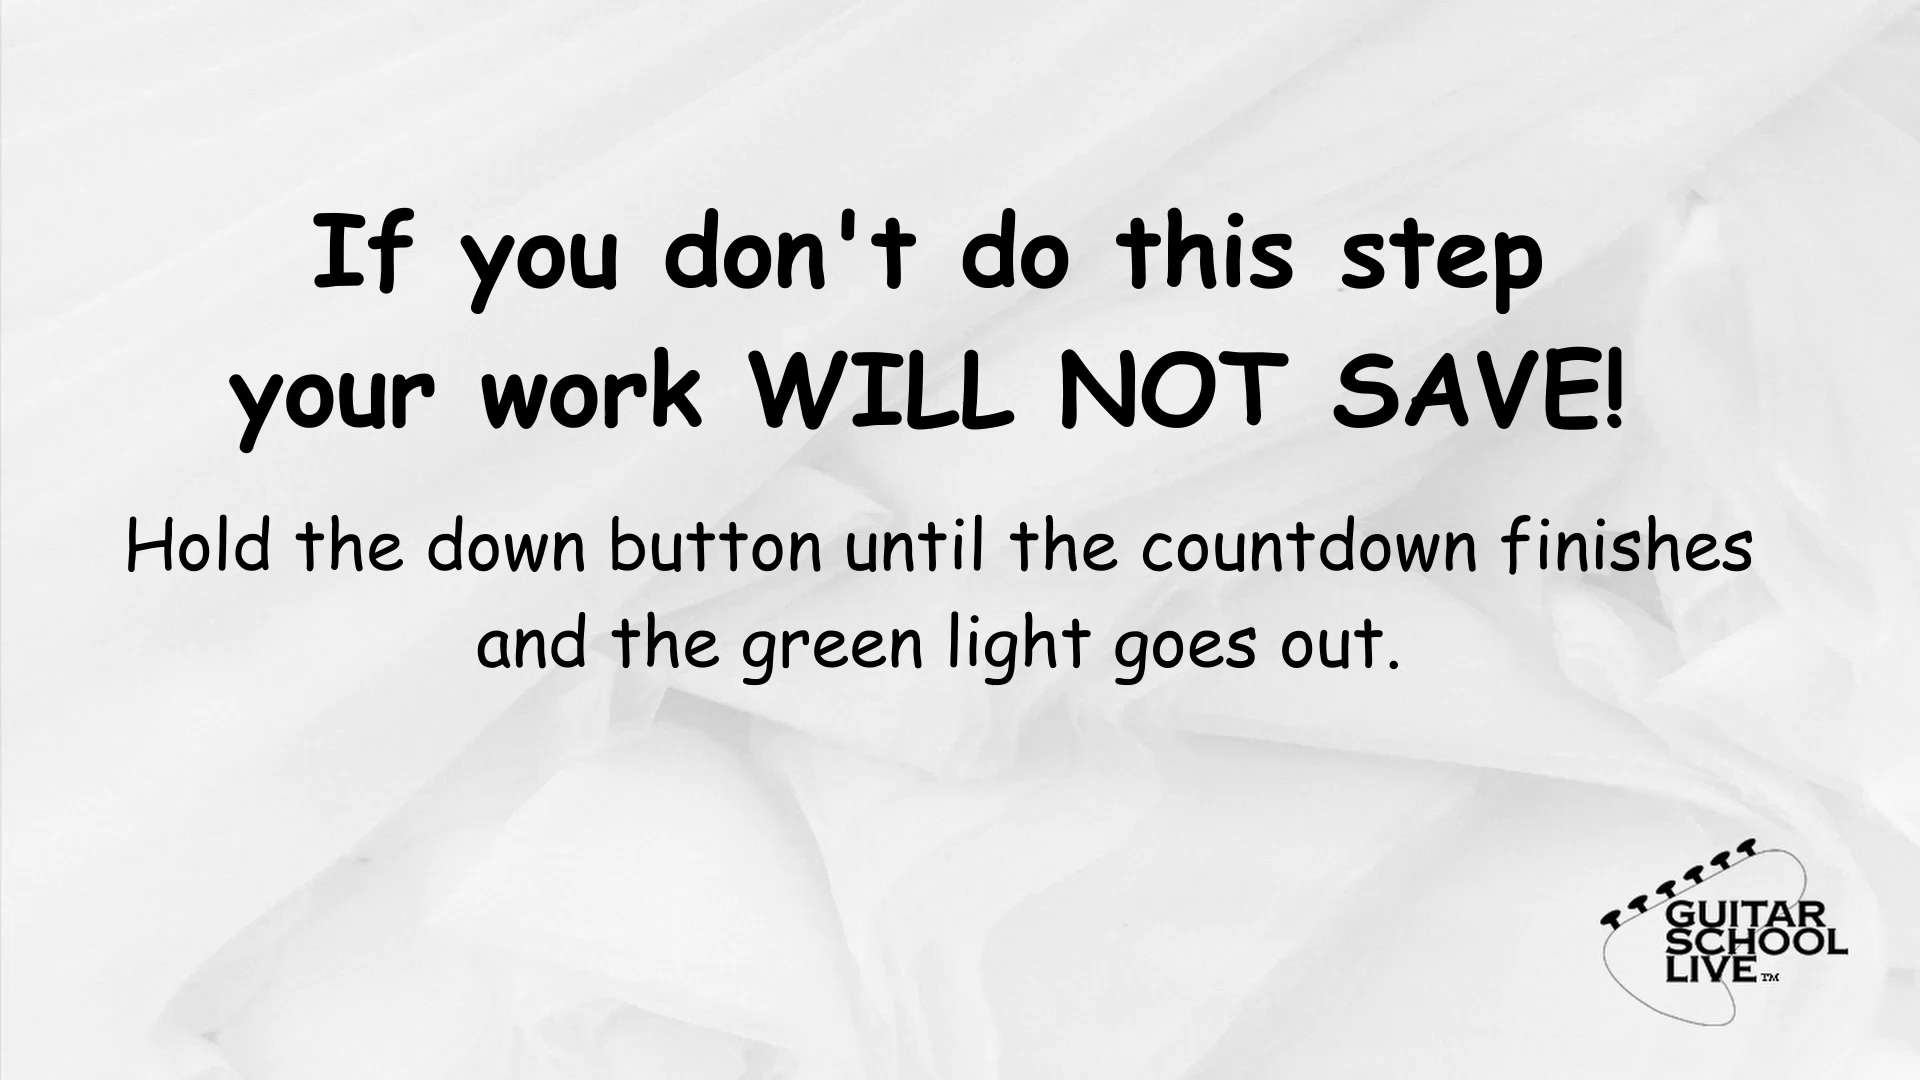 If you don't do this step
your work WILL NOT SAVE!
Hold the down button until the countdown finishes
and the green light goes out.
GUITAR
SCHOOL
LIVE™